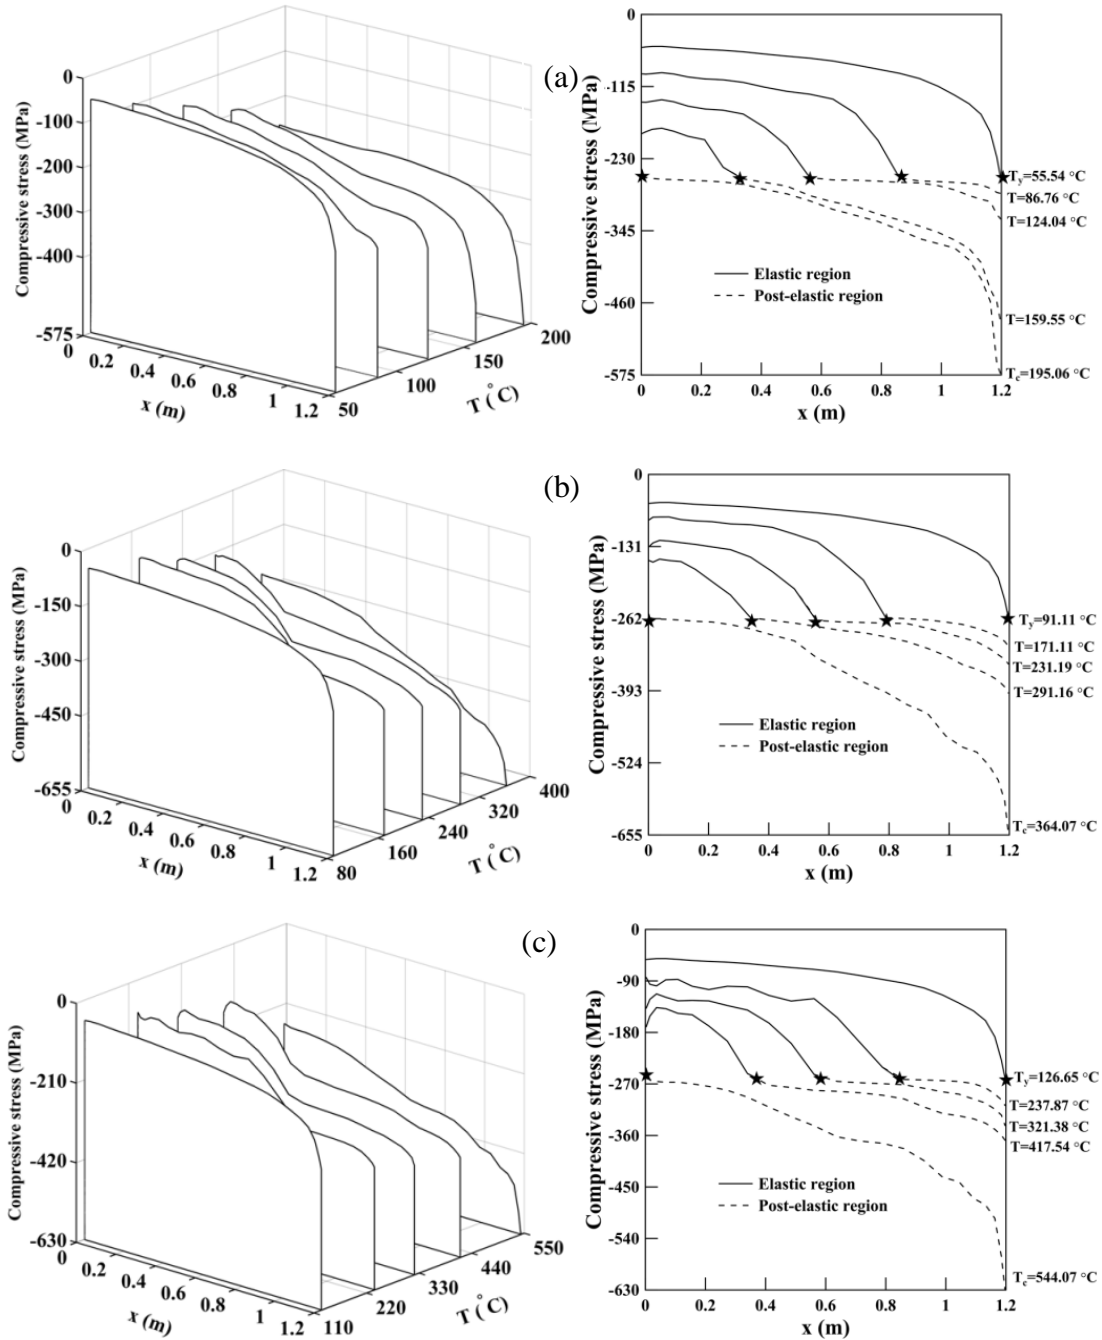 (a)
0
-100
-200
-300
-400
-575
Compressive stress (MPa)
0
0.2
0.4
0.6
0.8
1
1.2
x (m)
50
100
150
200
T (°C)
0
-115
-230
-345
-460
-575
Compressive stress (MPa)
Elastic region
Post-elastic region
Ty=55.54 °C
T=86.76 °C
T=124.04 °C
T=159.55 °C
Tc=195.06 °C
0 0.2 0.4 0.6 0.8 1 1.2
x (m)
(b)
0
-150
-300
-450
-655
Compressive stress (MPa)
0
0.2
0.4
0.6
0.8
1
1.2
x (m)
80
160
240
320
400
T (°C)
0
-131
-262
-393
-524
-655
Compressive stress (MPa)
Elastic region
Post-elastic region
Ty=91.11 °C
T=171.11 °C
T=231.19 °C
T=291.16 °C
Tc=364.07 °C
0 0.2 0.4 0.6 0.8 1 1.2
x (m)
(c)
0
-210
-420
-630
Compressive stress (MPa)
0
0.2
0.4
0.6
0.8
1
1.2
x (m)
110
220
330
440
550
T (°C)
0
-90
-180
-270
-360
-450
-540
-630
Compressive stress (MPa)
Elastic region
Post-elastic region
Ty=126.65 °C
T=237.87 °C
T=321.38 °C
T=417.54 °C
Tc=544.07 °C
0 0.2 0.4 0.6 0.8 1 1.2
x (m)